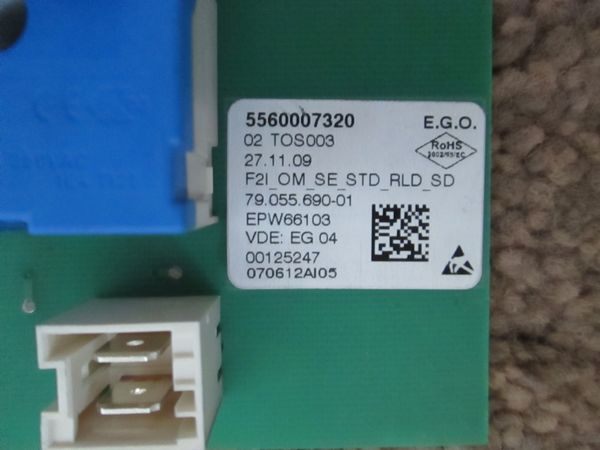 5560007320 E.G.O.
02 TOS003
RoHS
2002/95/EC
27.11.09
F2I_OM_SE_STD_RLD_SD
79.055.690-01
EPW66103
VDE: EG 04
00125247
070612AI05